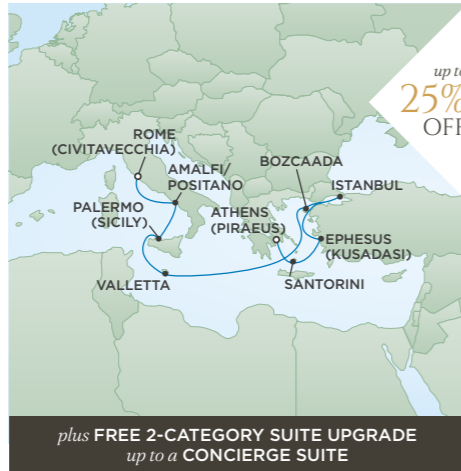 up to
25%
OFF
ROME
(CIVITAVECCHIA)
AMALFI/
POSITANO
BOZCAADA
ISTANBUL
PALERMO
(SICILY)
ATHENS
(PIRAEUS)
EPHESUS
(KUSADASI)
VALLETTA
SANTORINI
plus FREE 2-CATEGORY SUITE UPGRADE
up to a CONCIERGE SUITE